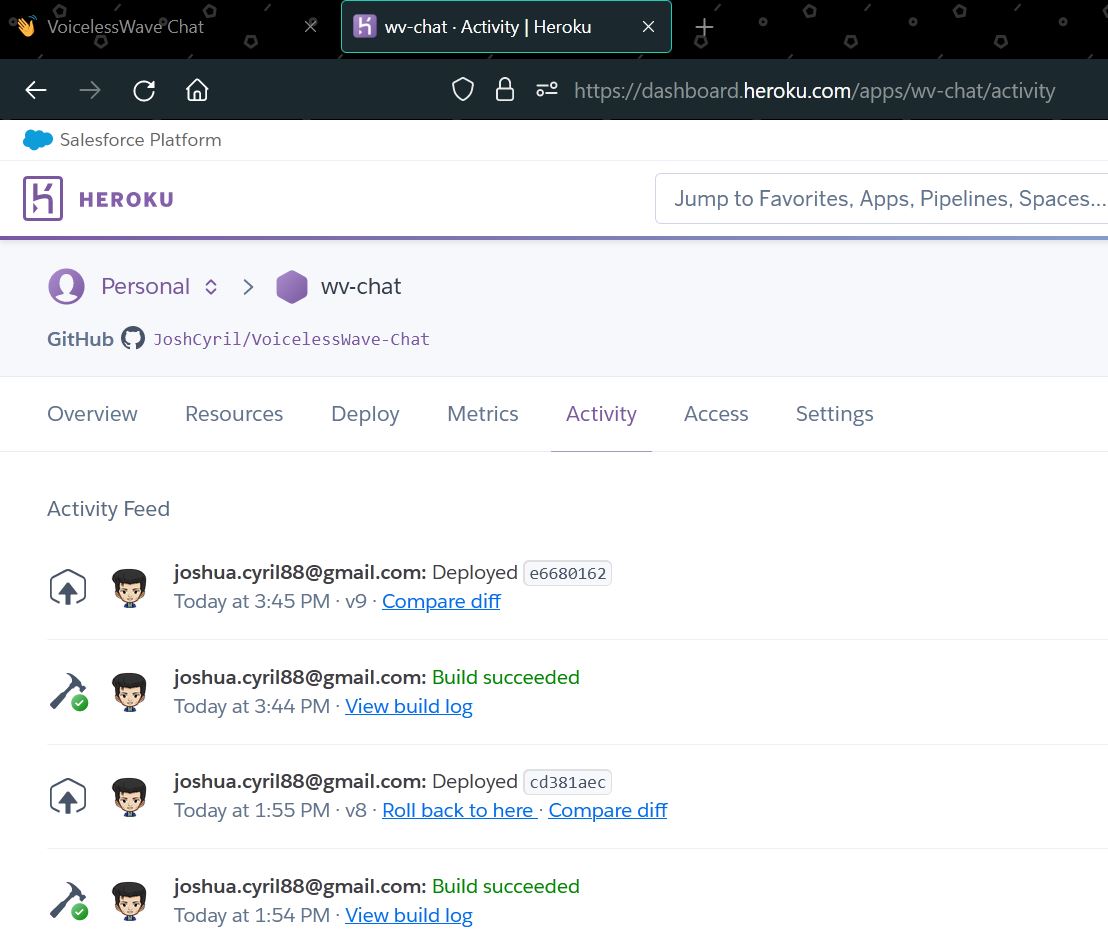 VoicelessWave Chat
wv-chat · Activity | Heroku
https://dashboard.heroku.com/apps/wv-chat/activity
Salesforce Platform
HEROKU
Jump to Favorites, Apps, Pipelines, Spaces...
Personal
wv-chat
GitHub JoshCyril/VoicelessWave-Chat
Overview Resources Deploy Metrics Activity Access Settings
Activity Feed
joshua.cyril88@gmail.com: Deployed e6680162
Today at 3:45 PM · v9 · Compare diff
joshua.cyril88@gmail.com: Build succeeded
Today at 3:44 PM · View build log
joshua.cyril88@gmail.com: Deployed cd381aec
Today at 1:55 PM · v8 · Roll back to here · Compare diff
joshua.cyril88@gmail.com: Build succeeded
Today at 1:54 PM · View build log